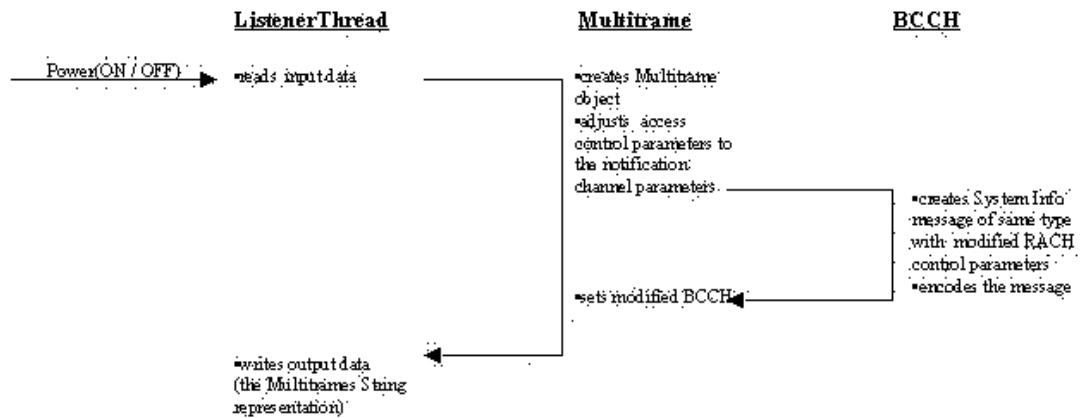 ListenerThread
Multiframe
BCCH
Power(ON / OFF)
•reads input data
•creates Multiframe
object
•adjusts access
control parameters to
the notification
channel parameters
•creates System Info
message of same type
with modified RACH
control parameters
•encodes the message
•sets modified BCCH
•writes output data
(the Multiframes String
representation)